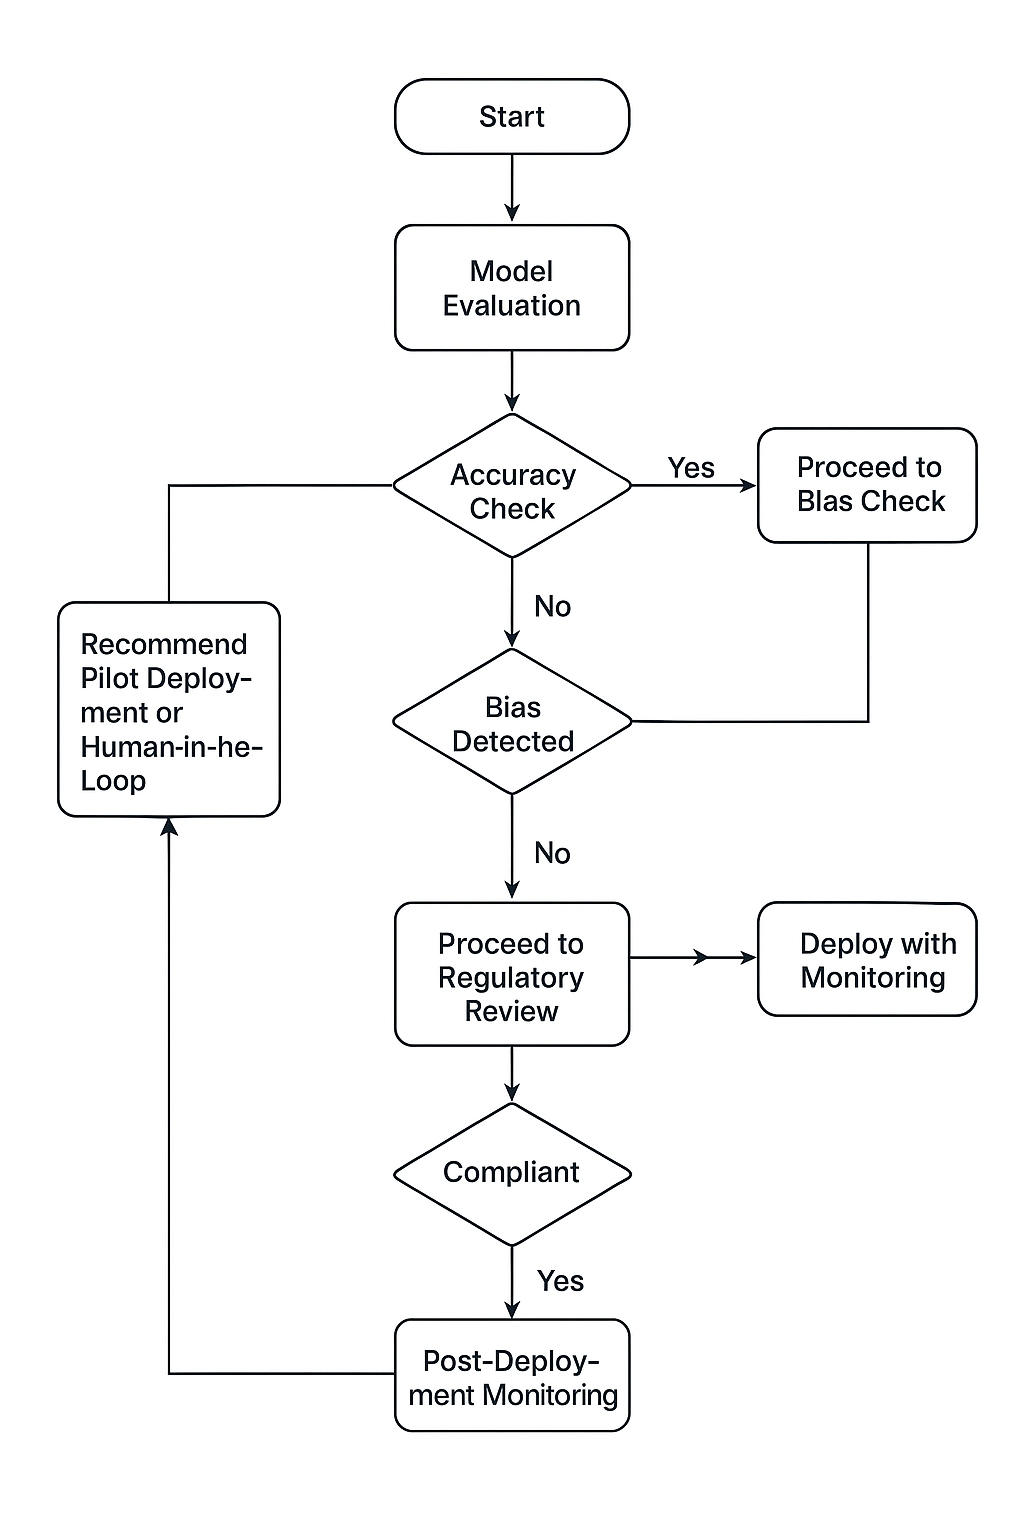 Start
Model
Evaluation
Accuracy
Check
Yes
Proceed to
Blas Check
No
Recommend
Pilot Deploy-
ment or
Human-in-he-
Loop
Bias
Detected
No
Proceed to
Regulatory
Review
Deploy with
Monitoring
Compliant
Yes
Post-Deploy-
ment Monitoring